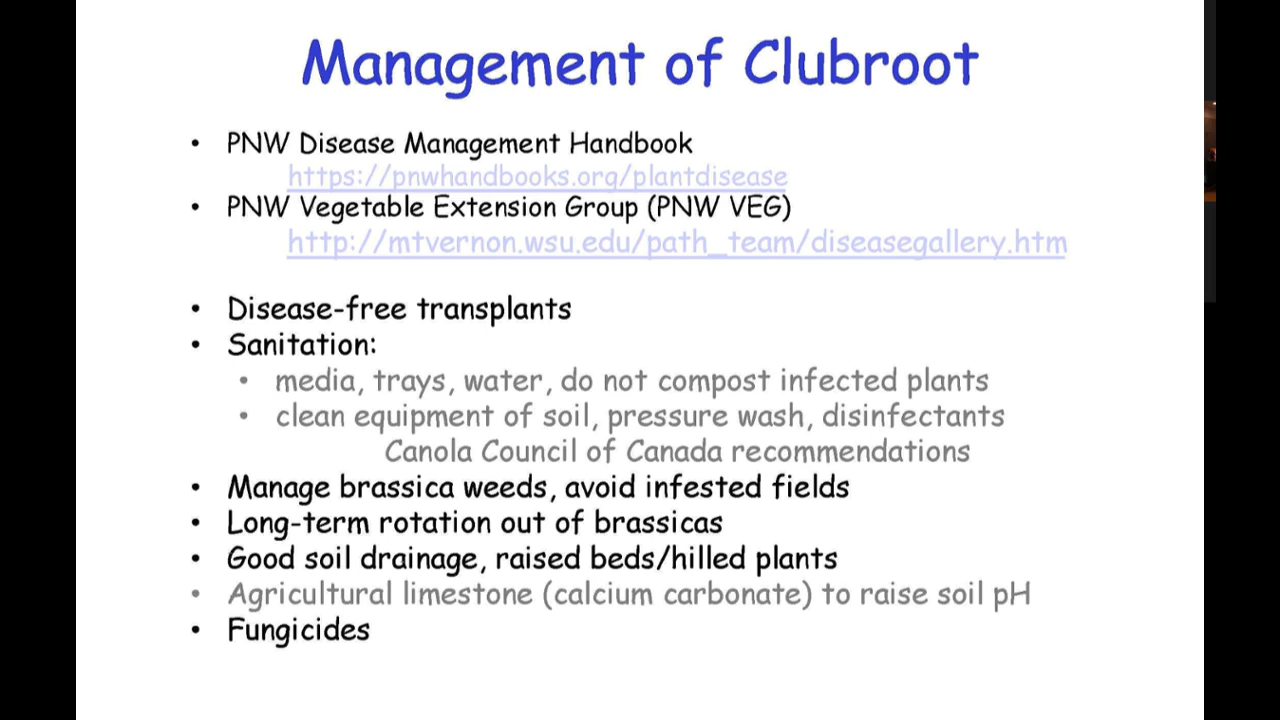 Management of Clubroot
• PNW Disease Management Handbook
https://pnwhandbooks.org/plantdisease
• PNW Vegetable Extension Group (PNW VEG)
http://mtvernon.wsu.edu/path_team/diseasegallery.htm
• Disease-free transplants
• Sanitation:
• media, trays, water, do not compost infected plants
• clean equipment of soil, pressure wash, disinfectants
Canola Council of Canada recommendations
• Manage brassica weeds, avoid infested fields
• Long-term rotation out of brassicas
• Good soil drainage, raised beds/hilled plants
• Agricultural limestone (calcium carbonate) to raise soil pH
• Fungicides